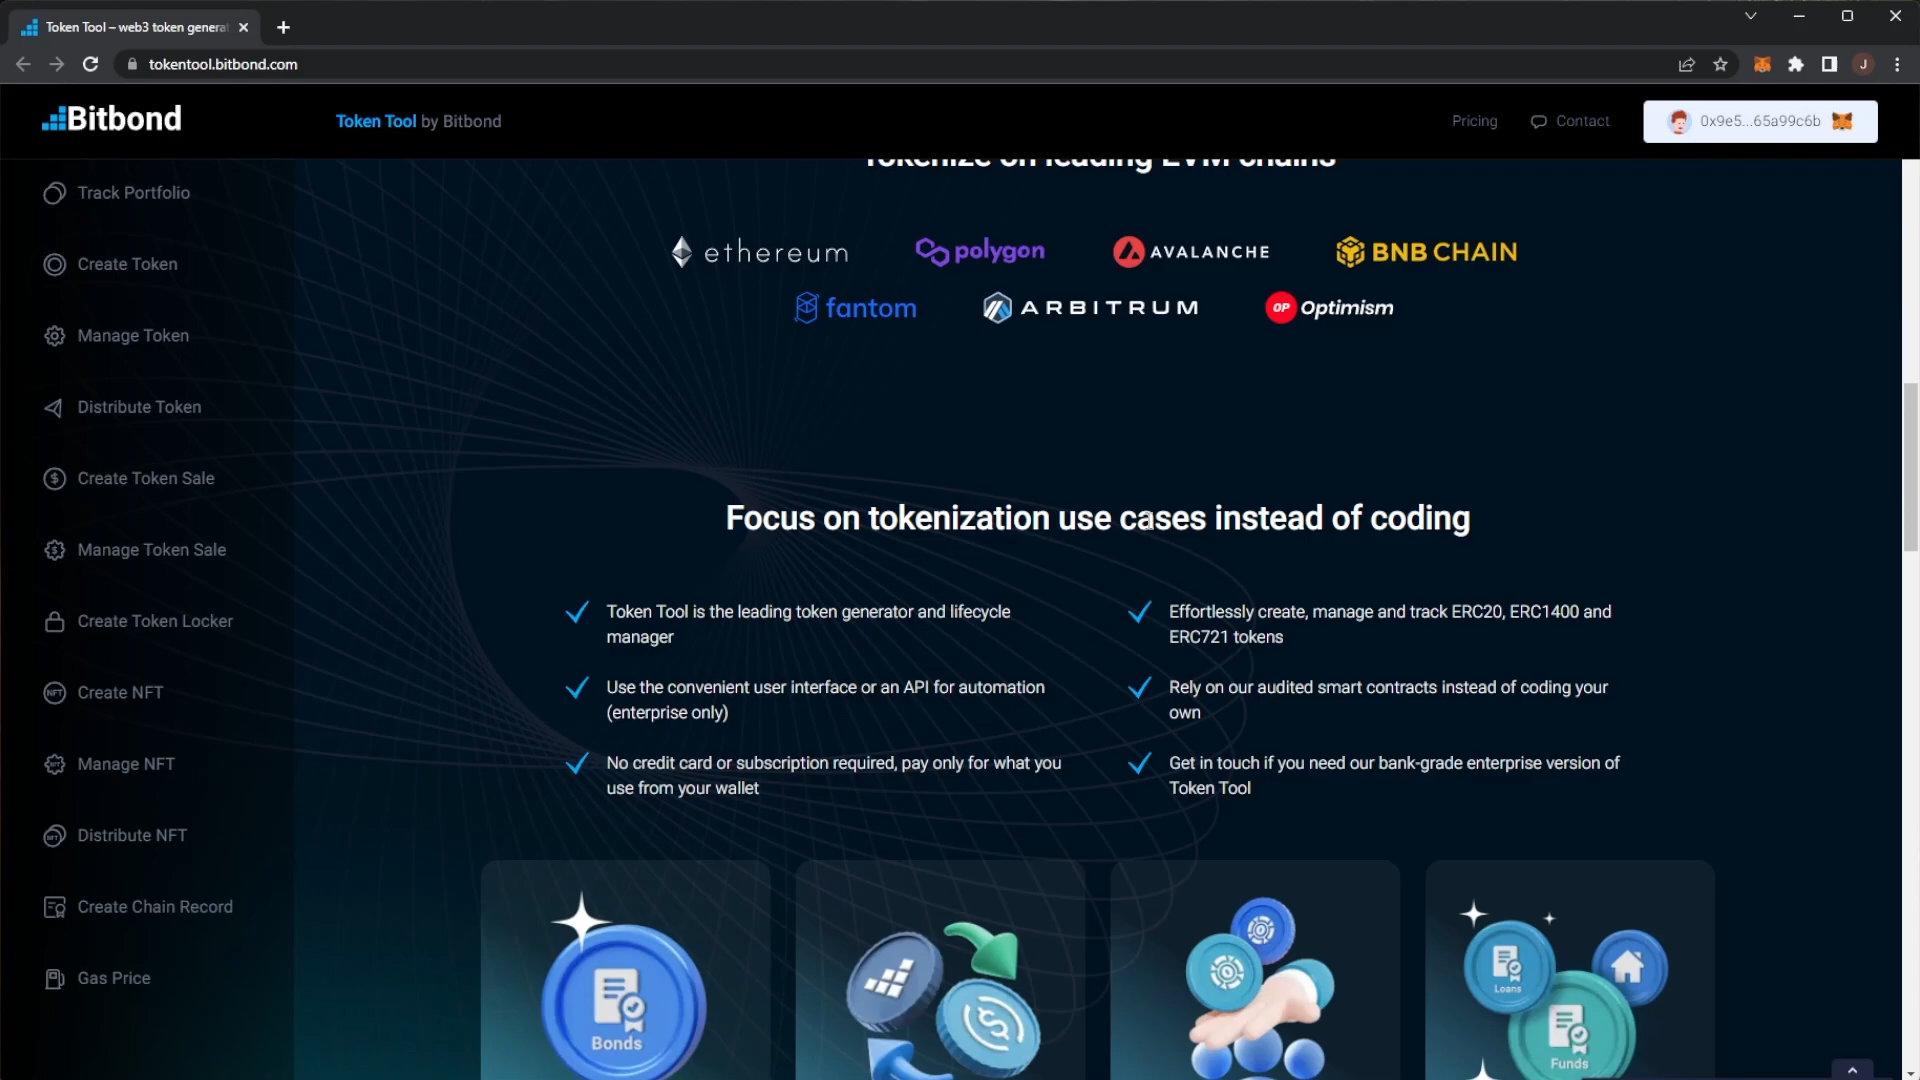 Token Tool – web3 token genera
tokentool.bitbond.com
J
Bitbond
Token Tool by Bitbond
Pricing
Contact
0x9e5...65a99c6b
Tokenize on leading EVM chains
Track Portfolio
Create Token
Manage Token
Distribute Token
Create Token Sale
Manage Token Sale
Create Token Locker
Create NFT
Manage NFT
Distribute NFT
Create Chain Record
Gas Price
ethereum
polygon
AVALANCHE
BNB CHAIN
fantom
ARBITRUM
OP Optimism
Focus on tokenization use cases instead of coding
Token Tool is the leading token generator and lifecycle
manager
Use the convenient user interface or an API for automation
(enterprise only)
No credit card or subscription required, pay only for what you
use from your wallet
Effortlessly create, manage and track ERC20, ERC1400 and
ERC721 tokens
Rely on our audited smart contracts instead of coding your
own
Get in touch if you need our bank-grade enterprise version of
Token Tool
Bonds
Loans
Funds